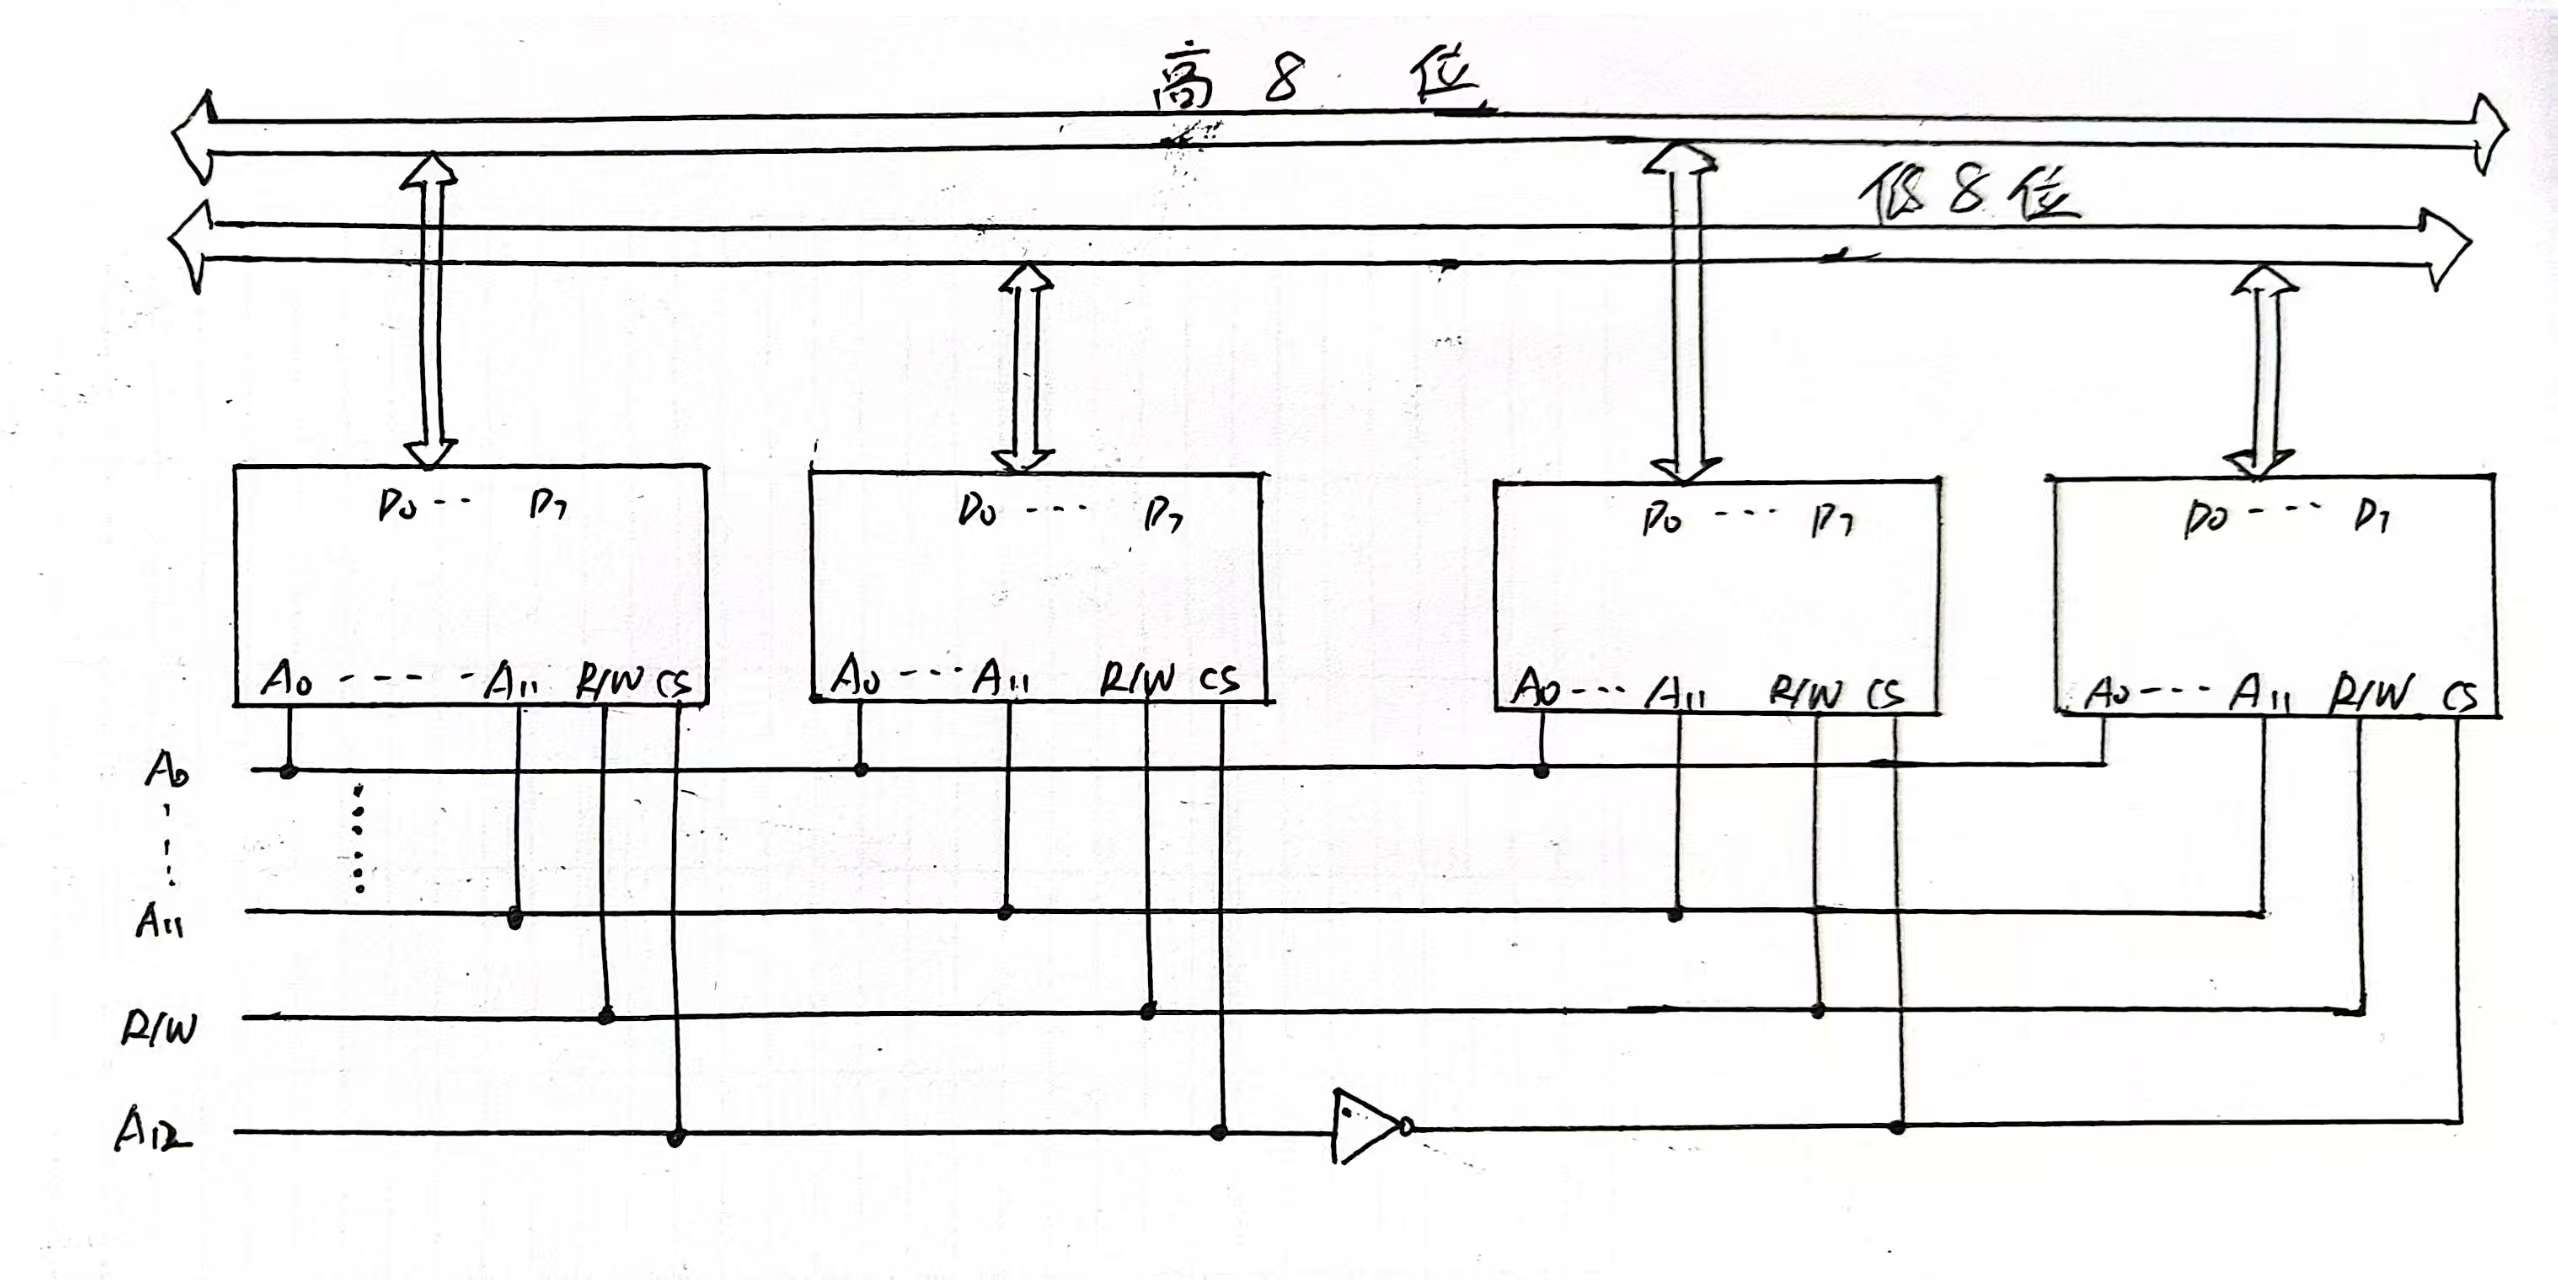 高 8 位
低 8 位
D0 -- D7
D0 ---- D7
D0 --- D7
D0 --- D7
A0 ----- A11 R/W CS
A0 --- A11 R/W CS
A0 --- A11 R/W CS
A0 --- A11 R/W CS
A0
A11
R/W
A12